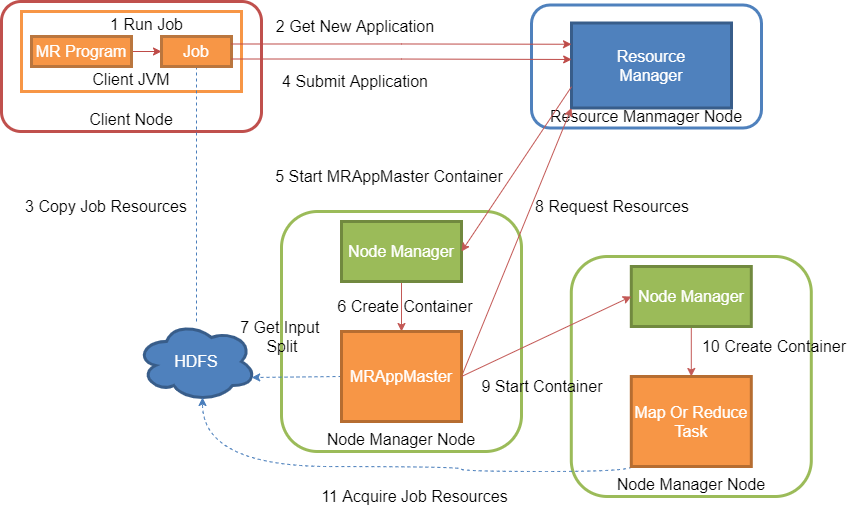 1 Run Job
MR Program
Job
Client JVM
Client Node
2 Get New Application
4 Submit Application
Resource
Manager
Resource Manmager Node
3 Copy Job Resources
5 Start MRAppMaster Container
8 Request Resources
Node Manager
6 Create Container
7 Get Input
Split
HDFS
MRAppMaster
Node Manager Node
9 Start Container
Node Manager
10 Create Container
Map Or Reduce
Task
Node Manager Node
11 Acquire Job Resources